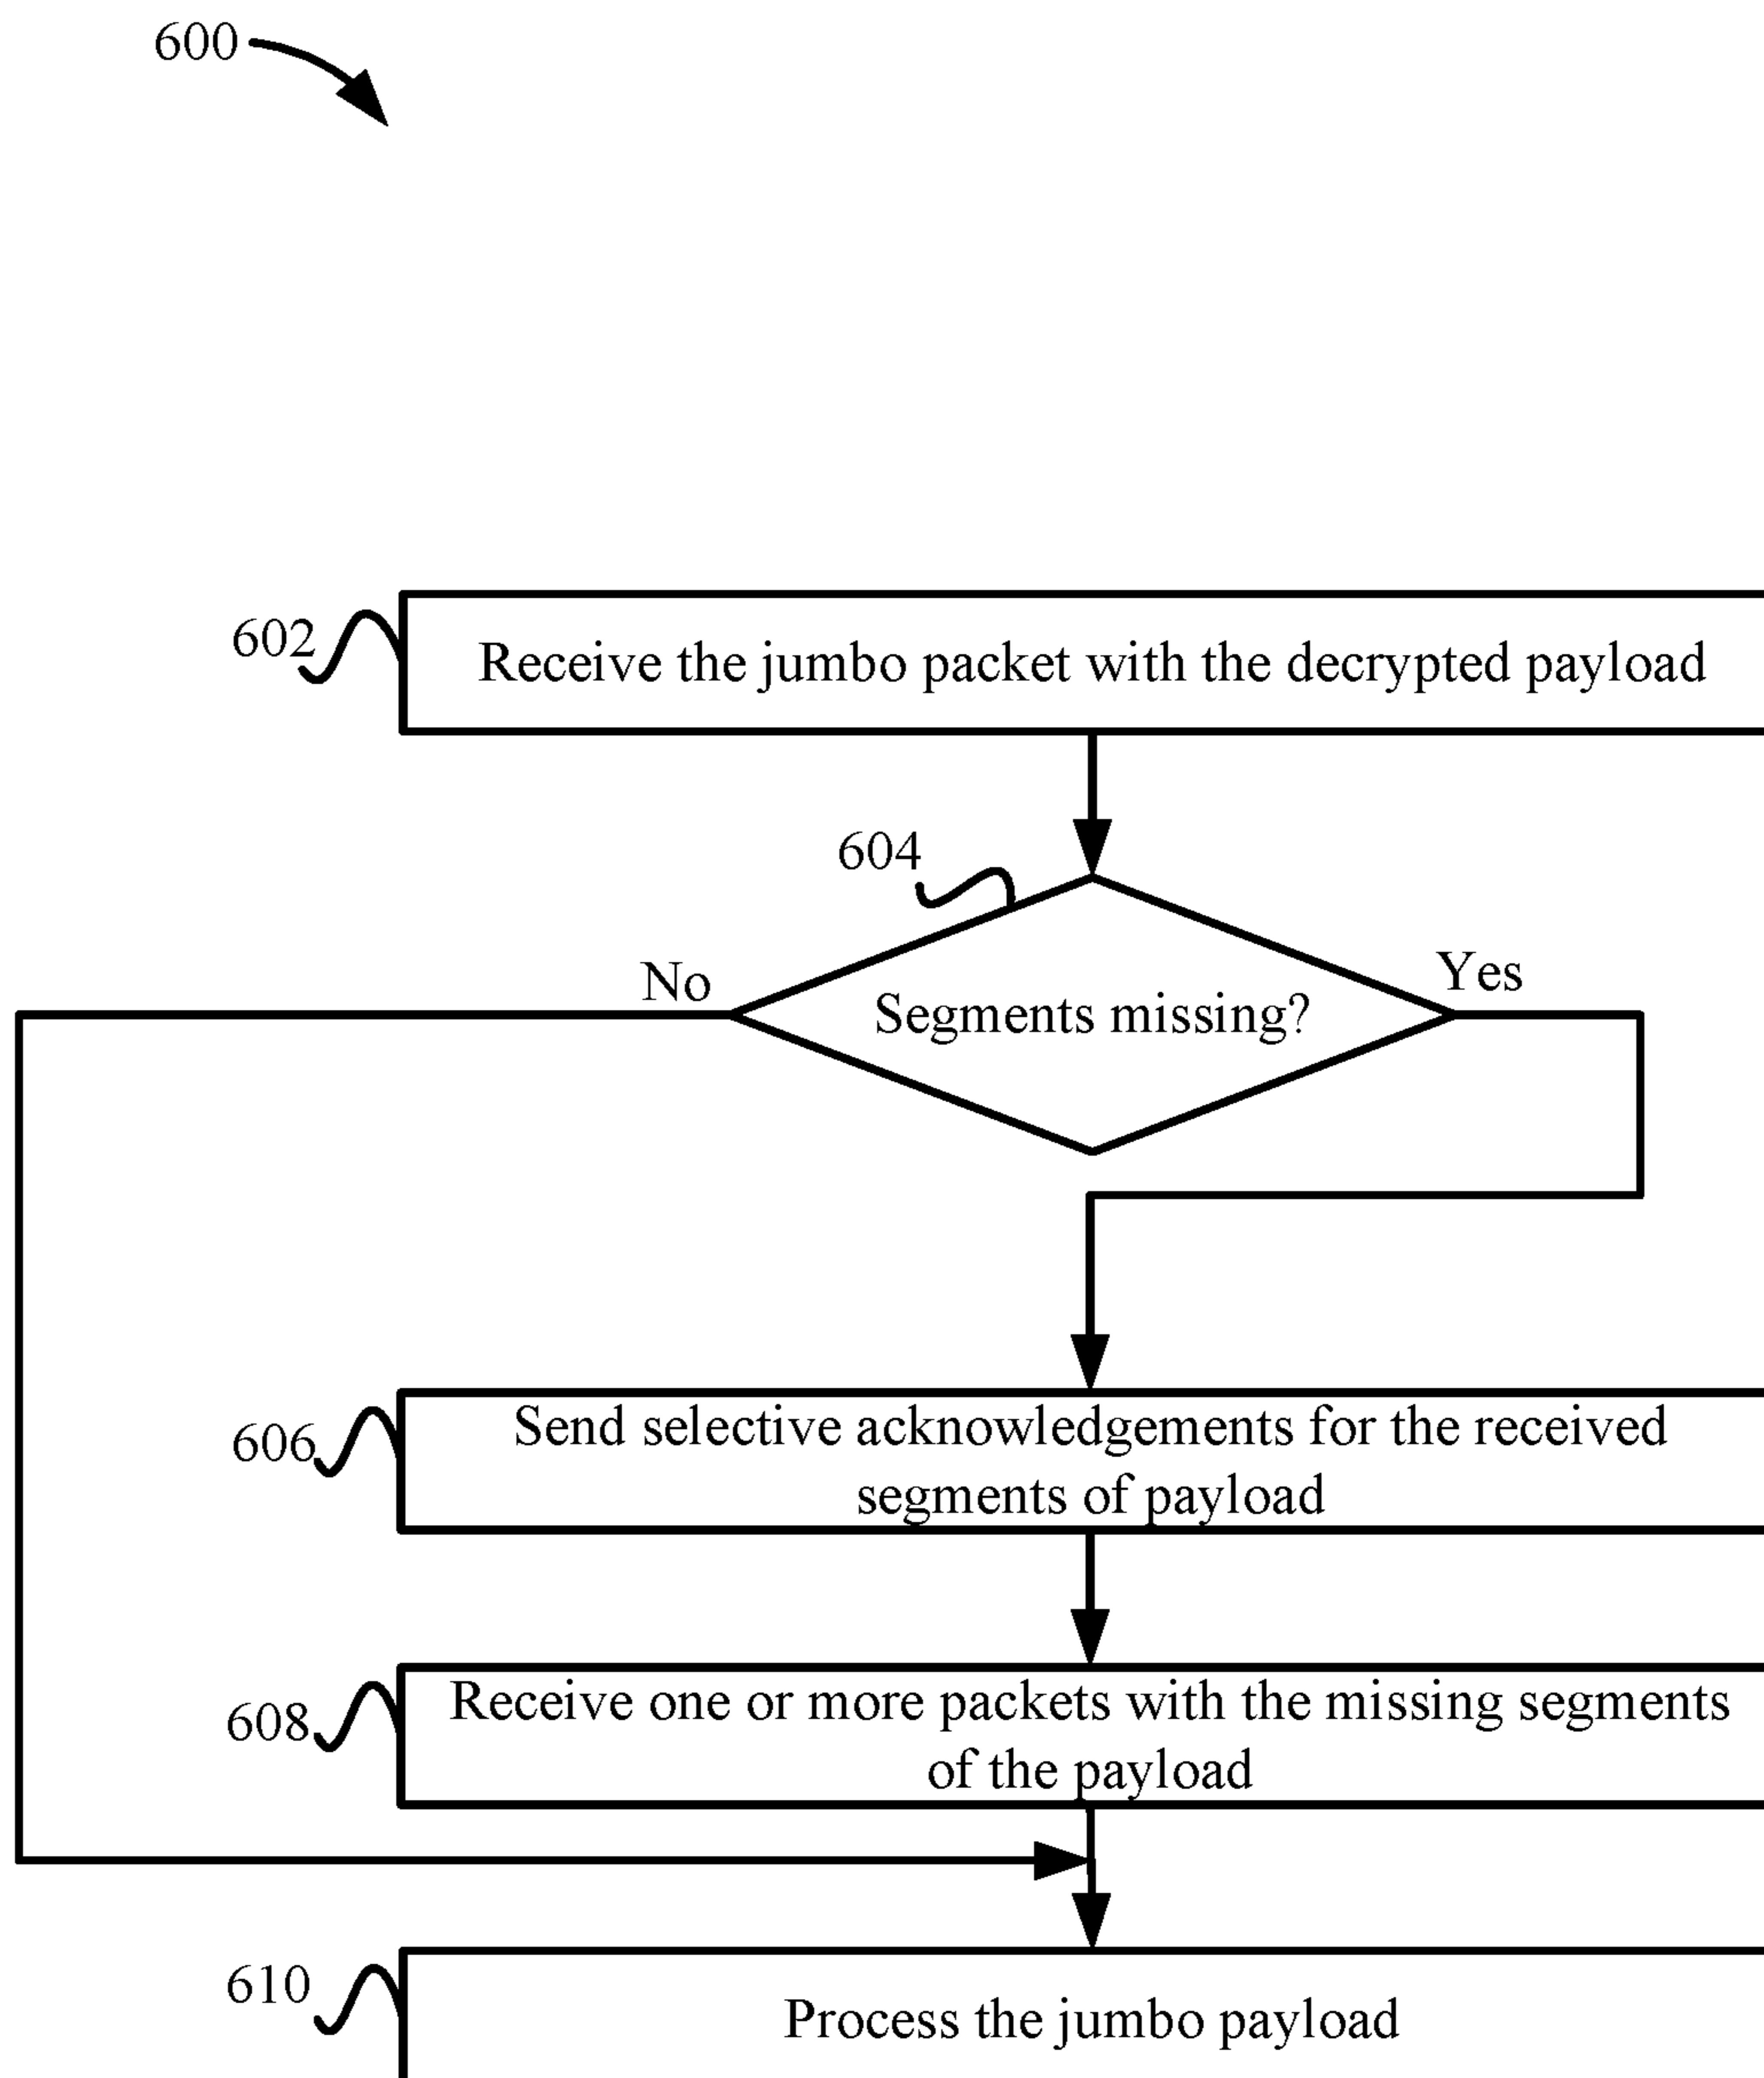 600
602
Receive the jumbo packet with the decrypted payload
604
No
Yes
Segments missing?
606
Send selective acknowledgements for the received
segments of payload
608
Receive one or more packets with the missing segments
of the payload
610
Process the jumbo payload